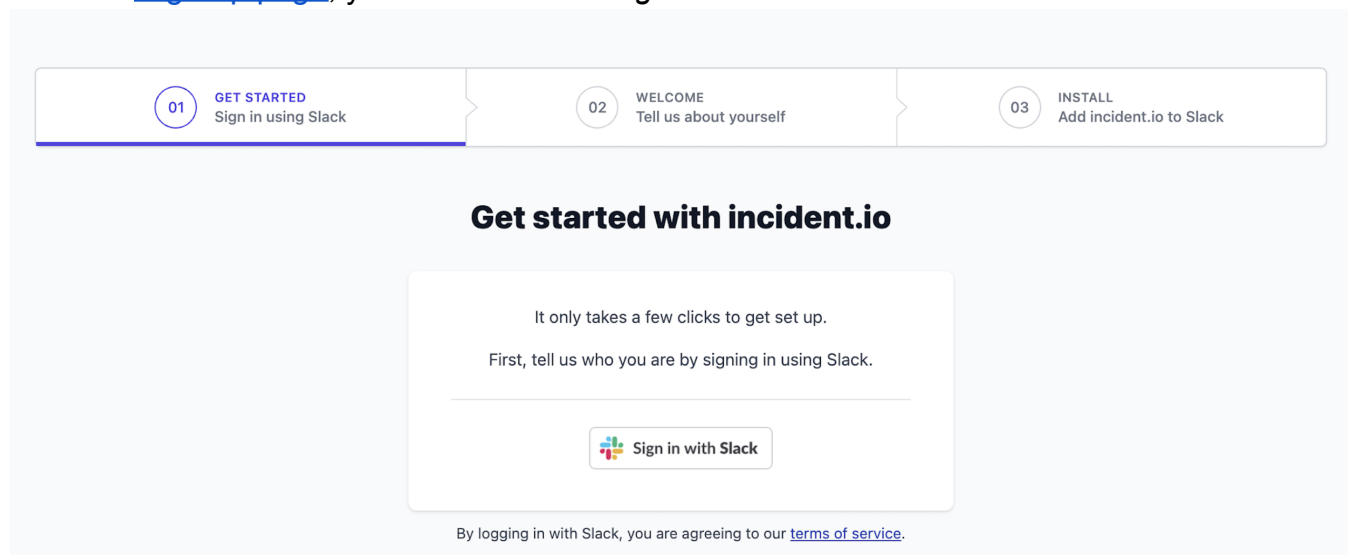 01
GET STARTED
Sign in using Slack
02
WELCOME
Tell us about yourself
03
INSTALL
Add incident.io to Slack
Get started with incident.io
It only takes a few clicks to get set up.
First, tell us who you are by signing in using Slack.
Sign in with Slack
By logging in with Slack, you are agreeing to our terms of service.